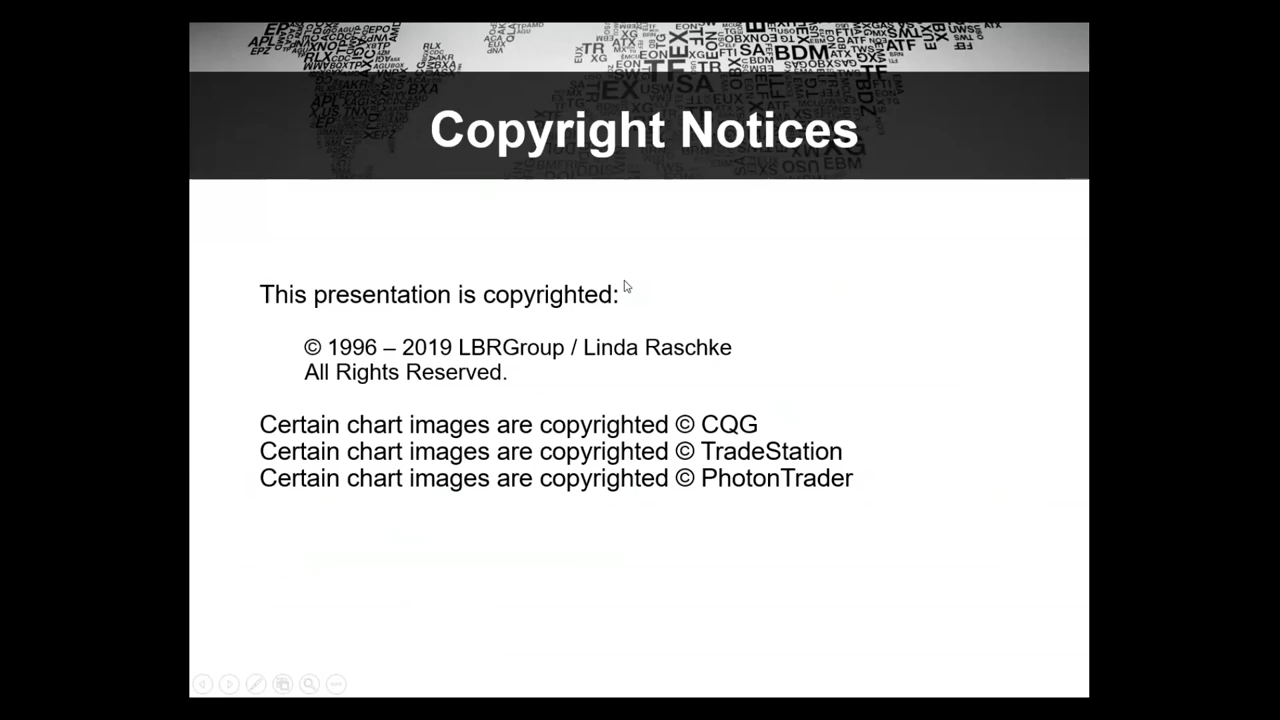 Copyright Notices
This presentation is copyrighted:
© 1996 – 2019 LBRGroup / Linda Raschke
All Rights Reserved.
Certain chart images are copyrighted © CQG
Certain chart images are copyrighted © TradeStation
Certain chart images are copyrighted © PhotonTrader